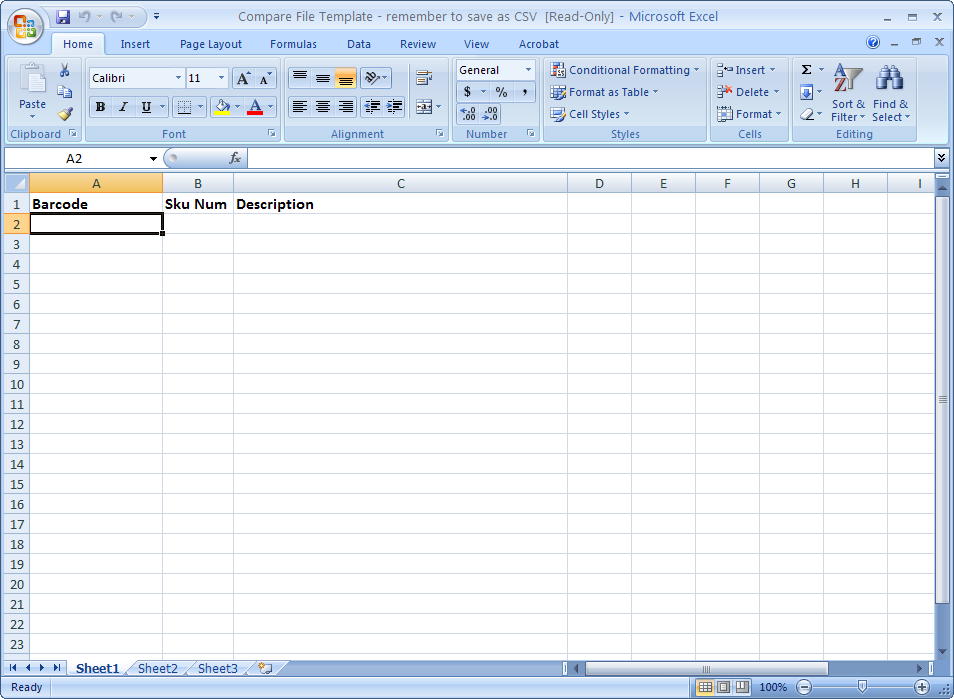 Compare File Template - remember to save as CSV [Read-Only] - Microsoft Excel
Home Insert Page Layout Formulas Data Review View Acrobat
Calibri 11 General
Conditional Formatting Insert Σ
Paste $ % , Format as Table Delete Sort & Find &
B I U A Cell Styles Format Filter Select
Clipboard Font Alignment Number Styles Cells Editing
A2 fx
A B C D E F G H I
1 Barcode Sku Num Description
2
3
4
5
6
7
8
9
10
11
12
13
14
15
16
17
18
19
20
21
22
23
Sheet1 Sheet2 Sheet3
Ready 100%